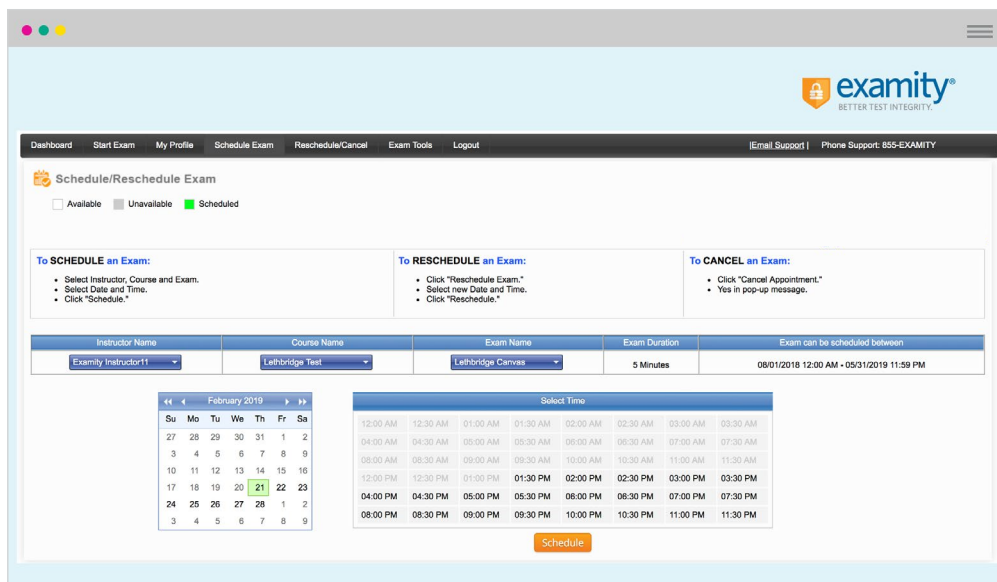 examity®
BETTER TEST INTEGRITY.
Dashboard Start Exam My Profile Schedule Exam Reschedule/Cancel Exam Tools Logout |Email Support | Phone Support: 855-EXAMITY
Schedule/Reschedule Exam
Available Unavailable Scheduled
To SCHEDULE an Exam:
• Select Instructor, Course and Exam.
• Select Date and Time.
• Click "Schedule."
To RESCHEDULE an Exam:
• Click "Reschedule Exam."
• Select new Date and Time.
• Click "Reschedule."
To CANCEL an Exam:
• Click "Cancel Appointment."
• Yes in pop-up message.
Instructor Name Course Name Exam Name Exam Duration Exam can be scheduled between
Examity Instructor11 Lethbridge Test Lethbridge Canvas 5 Minutes 08/01/2018 12:00 AM - 05/31/2019 11:59 PM
February 2019
Su Mo Tu We Th Fr Sa
27 28 29 30 31 1 2
3 4 5 6 7 8 9
10 11 12 13 14 15 16
17 18 19 20 21 22 23
24 25 26 27 28 1 2
3 4 5 6 7 8 9
Select Time
12:00 AM 12:30 AM 01:00 AM 01:30 AM 02:00 AM 02:30 AM 03:00 AM 03:30 AM
04:00 AM 04:30 AM 05:00 AM 05:30 AM 06:00 AM 06:30 AM 07:00 AM 07:30 AM
08:00 AM 08:30 AM 09:00 AM 09:30 AM 10:00 AM 10:30 AM 11:00 AM 11:30 AM
12:00 PM 12:30 PM 01:00 PM 01:30 PM 02:00 PM 02:30 PM 03:00 PM 03:30 PM
04:00 PM 04:30 PM 05:00 PM 05:30 PM 06:00 PM 06:30 PM 07:00 PM 07:30 PM
08:00 PM 08:30 PM 09:00 PM 09:30 PM 10:00 PM 10:30 PM 11:00 PM 11:30 PM
Schedule